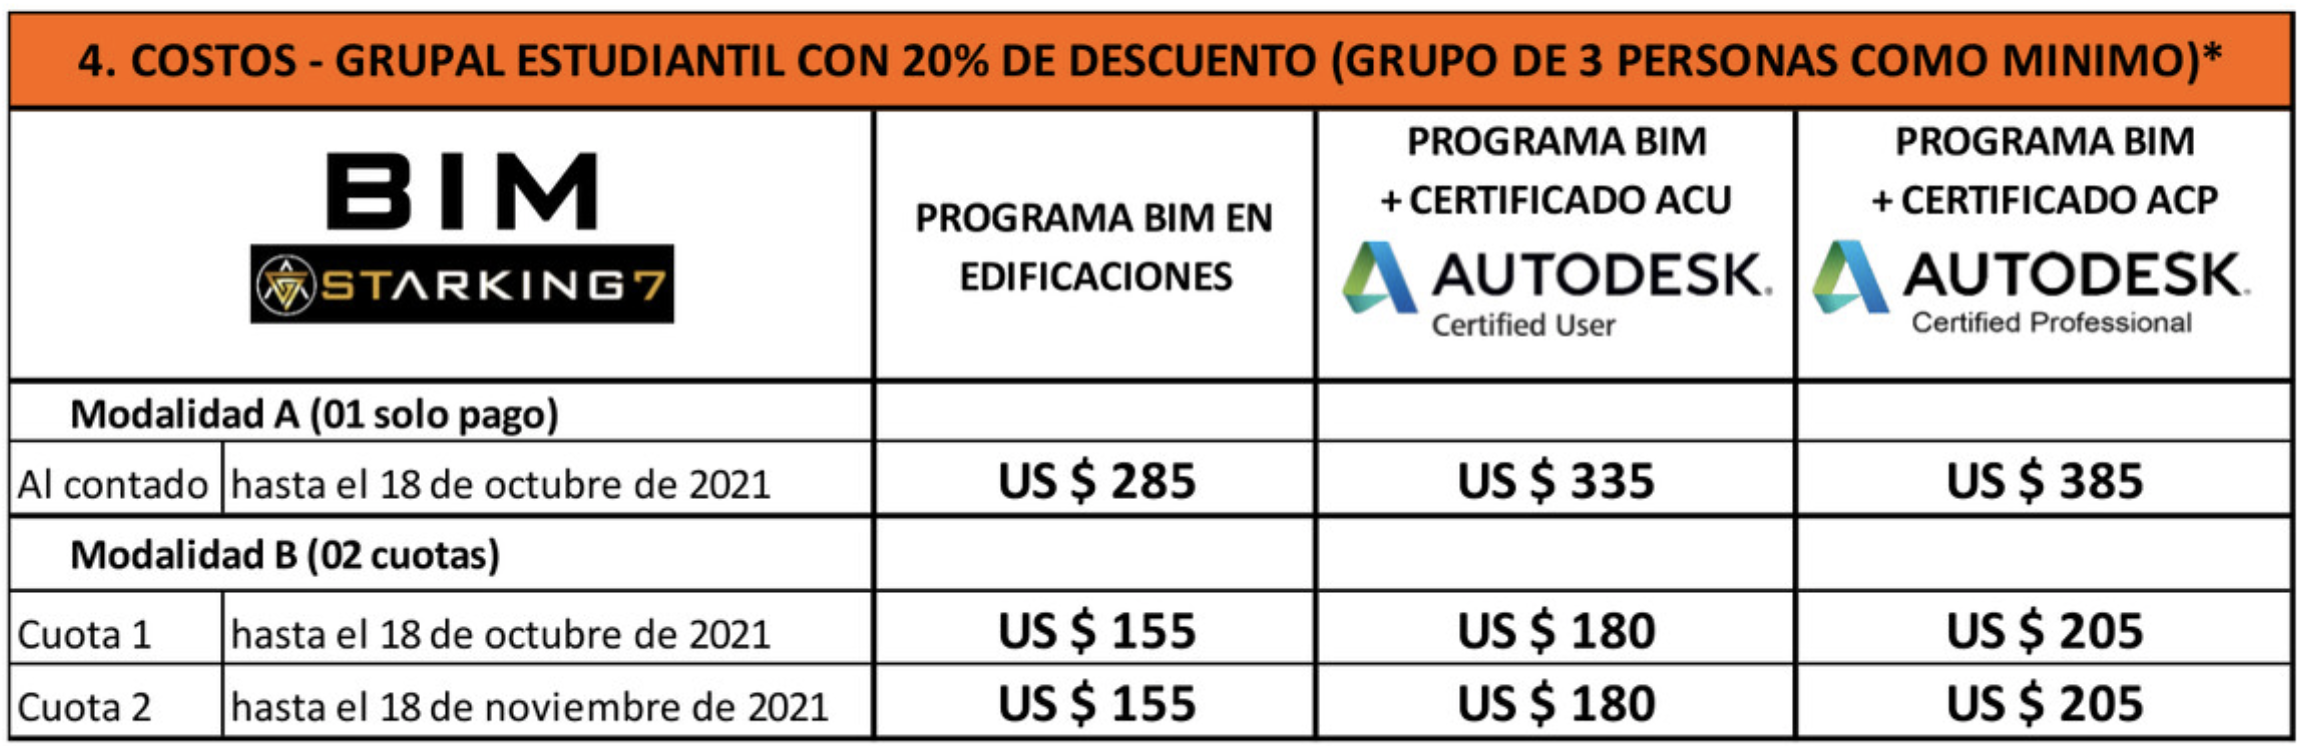 4. COSTOS - GRUPAL ESTUDIANTIL CON 20% DE DESCUENTO (GRUPO DE 3 PERSONAS COMO MINIMO)*
BIM
STARKING7
PROGRAMA BIM EN
EDIFICACIONES
PROGRAMA BIM
+ CERTIFICADO ACU
AUTODESK.
Certified User
PROGRAMA BIM
+ CERTIFICADO ACP
AUTODESK.
Certified Professional
Modalidad A (01 solo pago)
Al contado hasta el 18 de octubre de 2021 US $ 285 US $ 335 US $ 385
Modalidad B (02 cuotas)
Cuota 1 hasta el 18 de octubre de 2021 US $ 155 US $ 180 US $ 205
Cuota 2 hasta el 18 de noviembre de 2021 US $ 155 US $ 180 US $ 205